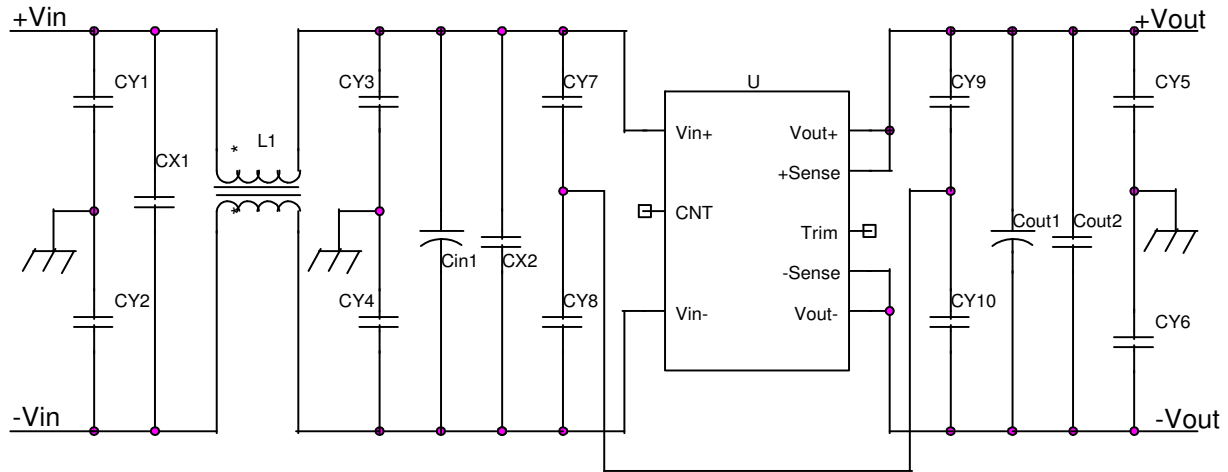 +Vin
+Vout
CY1
CX1
* L1
*
CY2
-Vin
CY3
CY4
Cin1
CX2
CY7
CY8
U
Vin+
Vout+
+Sense
CNT
Trim
-Sense
Vin-
Vout-
CY9
CY10
Cout1
Cout2
CY5
CY6
-Vout